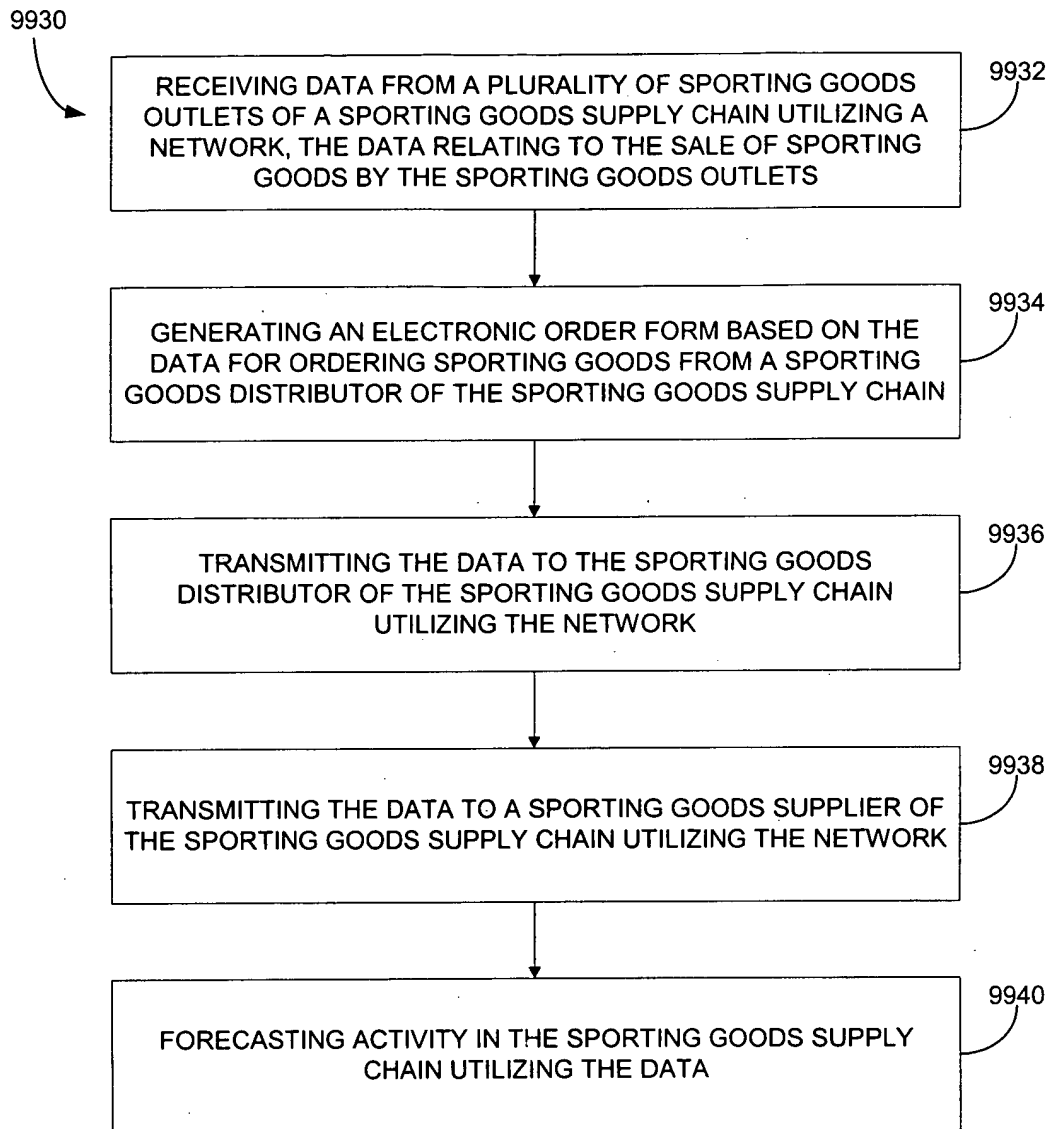 9930
RECEIVING DATA FROM A PLURALITY OF SPORTING GOODS
OUTLETS OF A SPORTING GOODS SUPPLY CHAIN UTILIZING A
NETWORK, THE DATA RELATING TO THE SALE OF SPORTING
GOODS BY THE SPORTING GOODS OUTLETS
9932
GENERATING AN ELECTRONIC ORDER FORM BASED ON THE
DATA FOR ORDERING SPORTING GOODS FROM A SPORTING
GOODS DISTRIBUTOR OF THE SPORTING GOODS SUPPLY CHAIN
9934
TRANSMITTING THE DATA TO THE SPORTING GOODS
DISTRIBUTOR OF THE SPORTING GOODS SUPPLY CHAIN
UTILIZING THE NETWORK
9936
TRANSMITTING THE DATA TO A SPORTING GOODS SUPPLIER OF
THE SPORTING GOODS SUPPLY CHAIN UTILIZING THE NETWORK
9938
FORECASTING ACTIVITY IN THE SPORTING GOODS SUPPLY
CHAIN UTILIZING THE DATA
9940